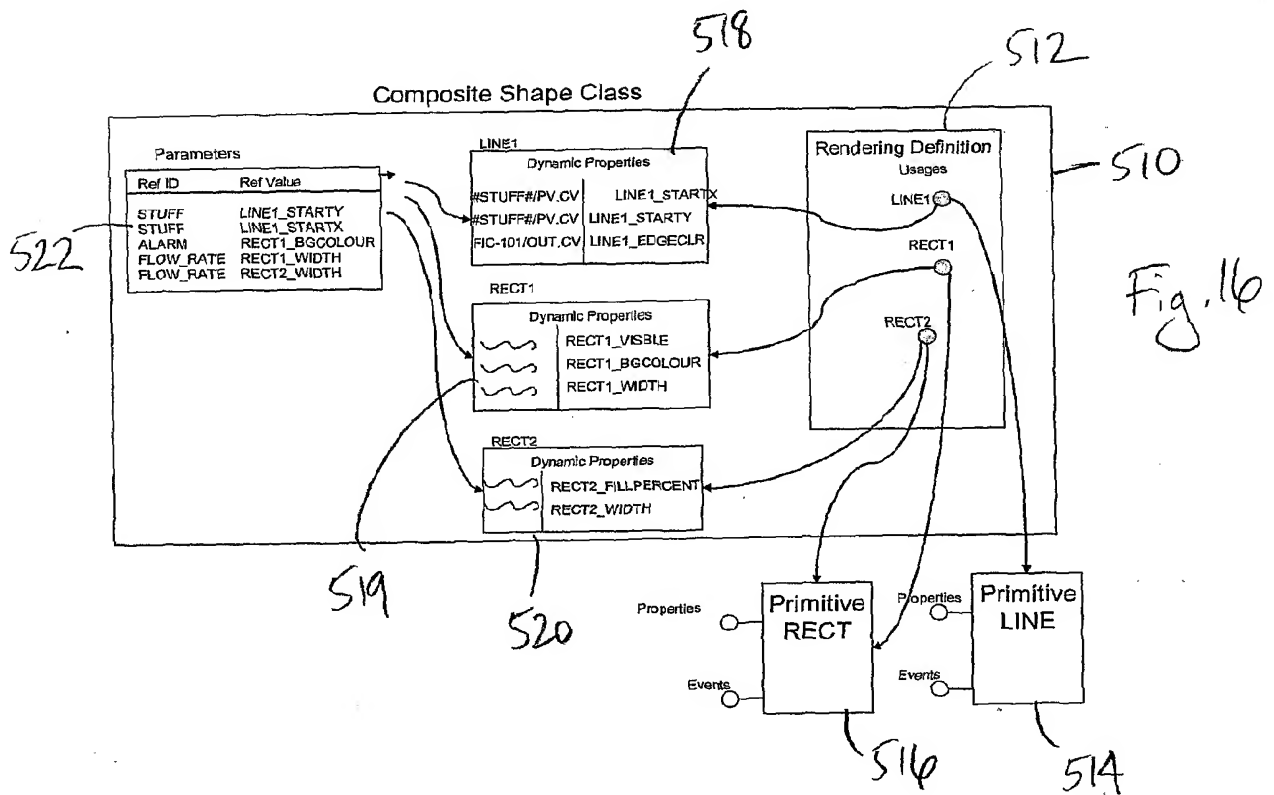 518
512
Composite Shape Class
510
Parameters
Ref ID Ref Value
STUFF LINE1_STARTY
STUFF LINE1_STARTX
ALARM RECT1_BGCOLOUR
FLOW_RATE RECT1_WIDTH
FLOW_RATE RECT2_WIDTH
522
LINE1
Dynamic Properties
#STUFF#/PV.CV LINE1_STARTX
#STUFF#/PV.CV LINE1_STARTY
FIC-101/OUT.CV LINE1_EDGECLR
RECT1
Dynamic Properties
RECT1_VISBLE
RECT1_BGCOLOUR
RECT1_WIDTH
RECT2
Dynamic Properties
RECT2_FILLPERCENT
RECT2_WIDTH
Rendering Definition
Usages
LINE1
RECT1
RECT2
Fig. 16
519
520
Properties
Events
Primitive
RECT
Properties
Events
Primitive
LINE
516
514